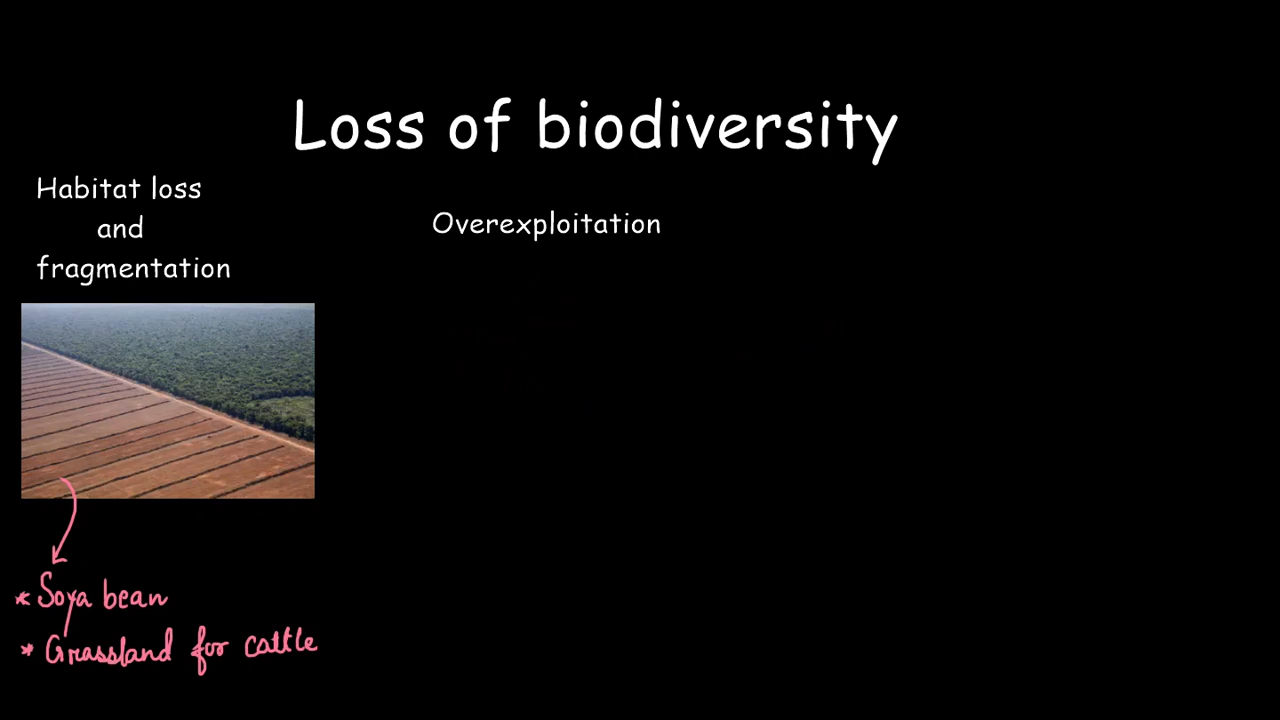 Loss of biodiversity
Habitat loss
and
fragmentation
Overexploitation
* Soya bean
* Grassland for cattle